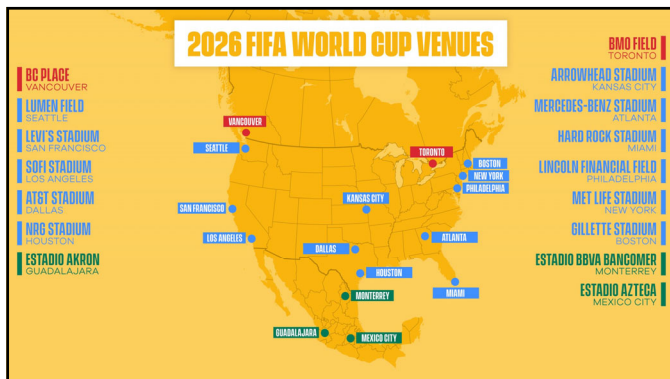 2026 FIFA WORLD CUP VENUES
BC PLACE
VANCOUVER
LUMEN FIELD
SEATTLE
LEVI'S STADIUM
SAN FRANCISCO
SOFI STADIUM
LOS ANGELES
AT&T STADIUM
DALLAS
NRG STADIUM
HOUSTON
ESTADIO AKRON
GUADALAJARA
VANCOUVER
SEATTLE
TORONTO
BOSTON
NEW YORK
PHILADELPHIA
KANSAS CITY
SAN FRANCISCO
LOS ANGELES
ATLANTA
DALLAS
HOUSTON
MIAMI
MONTERREY
GUADALAJARA
MEXICO CITY
BMO FIELD
TORONTO
ARROWHEAD STADIUM
KANSAS CITY
MERCEDES-BENZ STADIUM
ATLANTA
HARD ROCK STADIUM
MIAMI
LINCOLN FINANCIAL FIELD
PHILADELPHIA
MET LIFE STADIUM
NEW YORK
GILLETTE STADIUM
BOSTON
ESTADIO BBVA BANCOMER
MONTERREY
ESTADIO AZTECA
MEXICO CITY